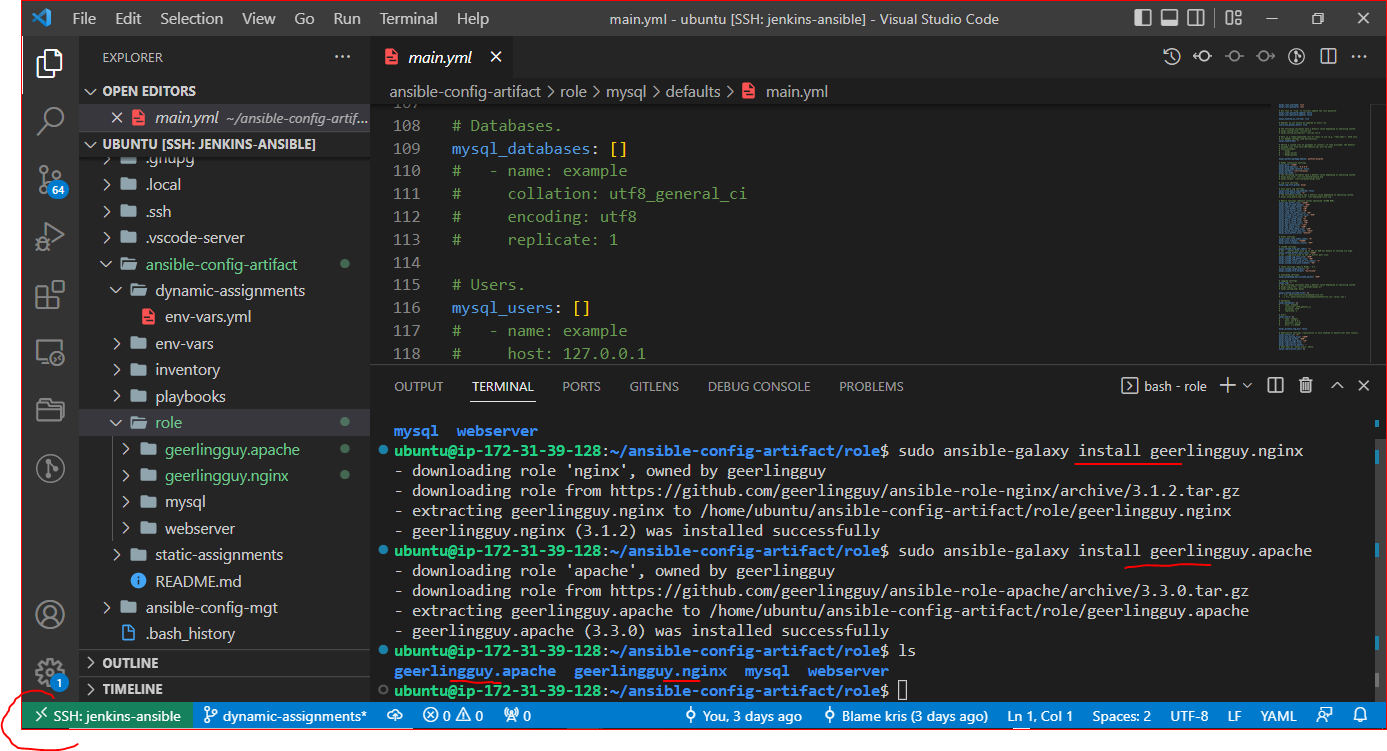 File Edit Selection View Go Run Terminal Help
main.yml - ubuntu [SSH: jenkins-ansible] - Visual Studio Code
EXPLORER
OPEN EDITORS
main.yml ~/ansible-config-artif...
UBUNTU [SSH: JENKINS-ANSIBLE]
.gnupg
.local
.ssh
.vscode-server
ansible-config-artifact
dynamic-assignments
env-vars.yml
env-vars
inventory
playbooks
role
geerlingguy.apache
geerlingguy.nginx
mysql
webserver
static-assignments
README.md
ansible-config-mgt
.bash_history
OUTLINE
TIMELINE
64
1
main.yml
ansible-config-artifact > role > mysql > defaults > main.yml
107
108 # Databases.
109 mysql_databases: []
110 #   - name: example
111 #     collation: utf8_general_ci
112 #     encoding: utf8
113 #     replicate: 1
114
115 # Users.
116 mysql_users: []
117 #   - name: example
118 #     host: 127.0.0.1
OUTPUT TERMINAL PORTS GITLENS DEBUG CONSOLE PROBLEMS
bash - role
mysql  webserver
ubuntu@ip-172-31-39-128:~/ansible-config-artifact/role$ sudo ansible-galaxy install geerlingguy.nginx
- downloading role 'nginx', owned by geerlingguy
- downloading role from https://github.com/geerlingguy/ansible-role-nginx/archive/3.1.2.tar.gz
- extracting geerlingguy.nginx to /home/ubuntu/ansible-config-artifact/role/geerlingguy.nginx
- geerlingguy.nginx (3.1.2) was installed successfully
ubuntu@ip-172-31-39-128:~/ansible-config-artifact/role$ sudo ansible-galaxy install geerlingguy.apache
- downloading role 'apache', owned by geerlingguy
- downloading role from https://github.com/geerlingguy/ansible-role-apache/archive/3.3.0.tar.gz
- extracting geerlingguy.apache to /home/ubuntu/ansible-config-artifact/role/geerlingguy.apache
- geerlingguy.apache (3.3.0) was installed successfully
ubuntu@ip-172-31-39-128:~/ansible-config-artifact/role$ ls
geerlingguy.apache  geerlingguy.nginx  mysql  webserver
ubuntu@ip-172-31-39-128:~/ansible-config-artifact/role$
SSH: jenkins-ansible dynamic-assignments* 0 0 0 You, 3 days ago Blame kris (3 days ago) Ln 1, Col 1 Spaces: 2 UTF-8 LF YAML